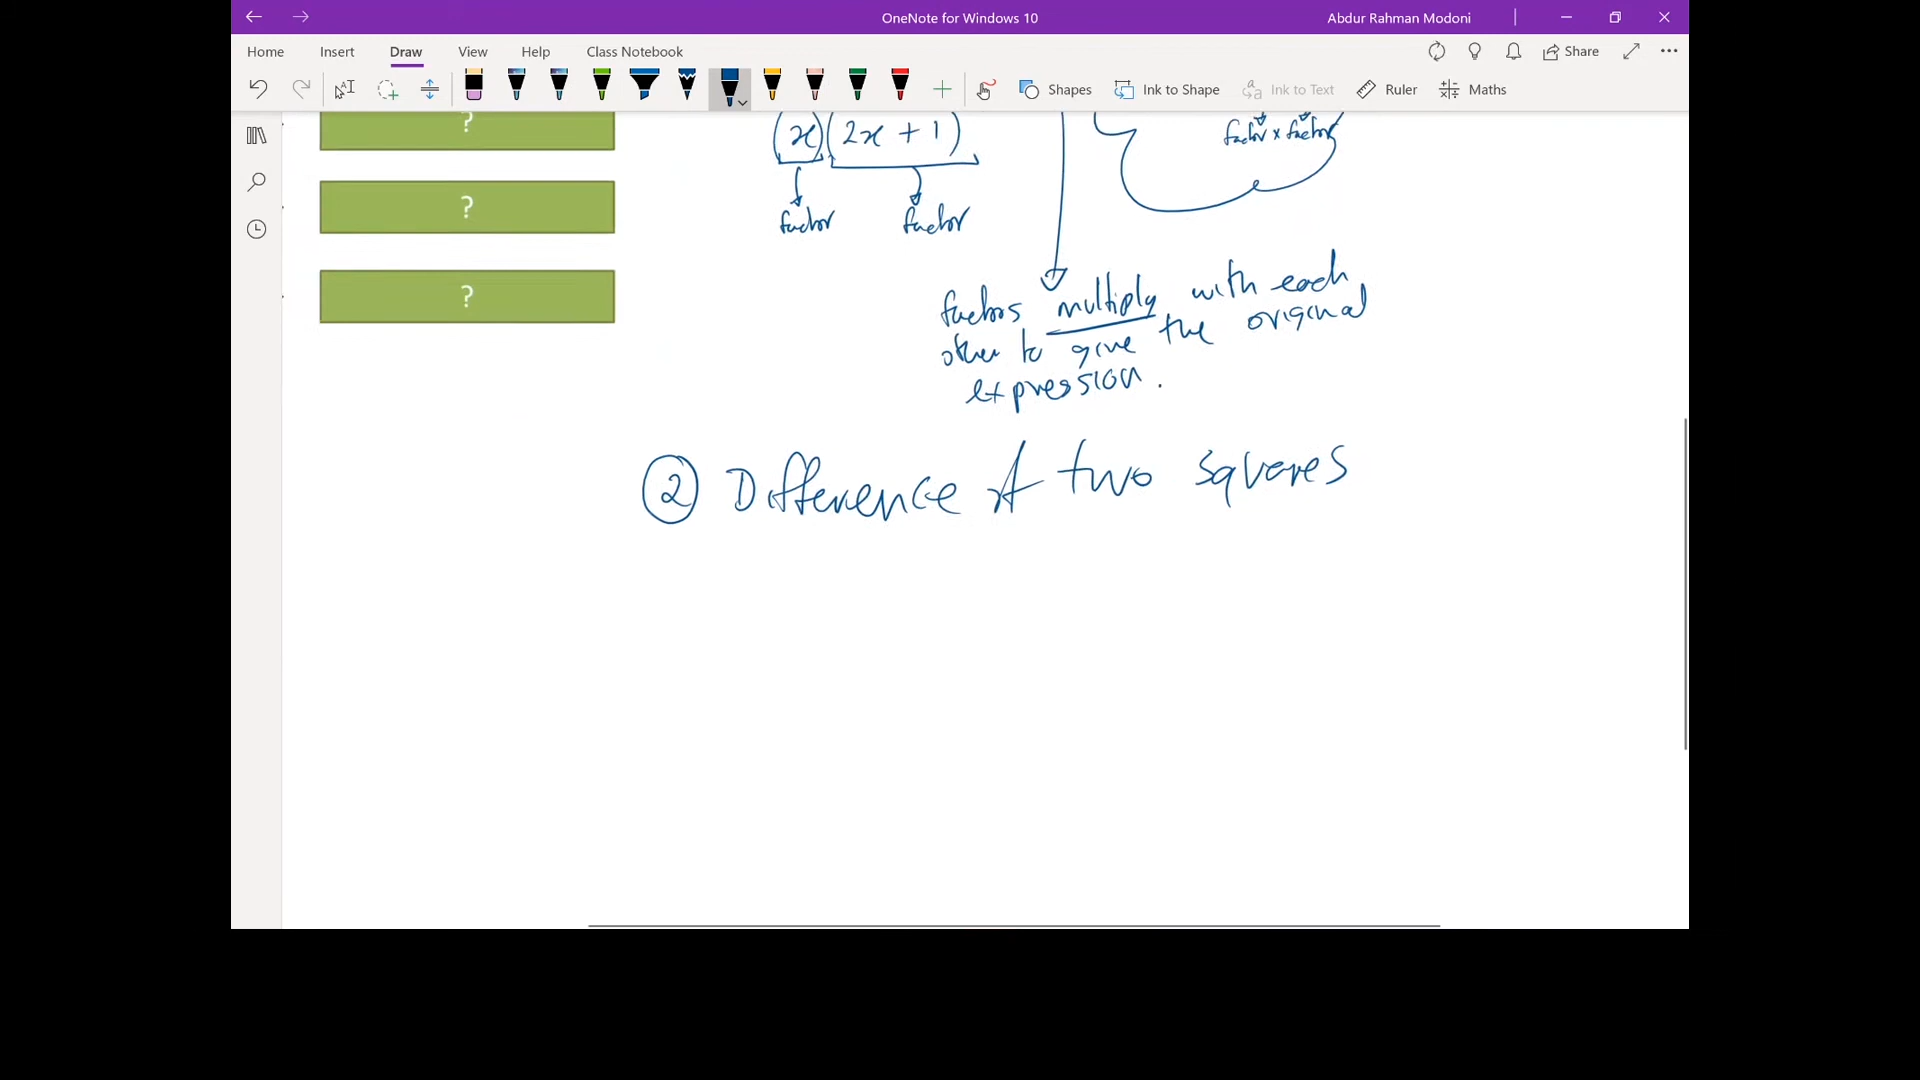 OneNote for Windows 10
Abdur Rahman Modoni
Home Insert Draw View Help Class Notebook
Share
Shapes Ink to Shape Ink to Text Ruler Maths
?
?
?
(x)(2x + 1)
factor factor
factor x factor
factors multiply with each
other to give the original
expression.
② Difference of two squares